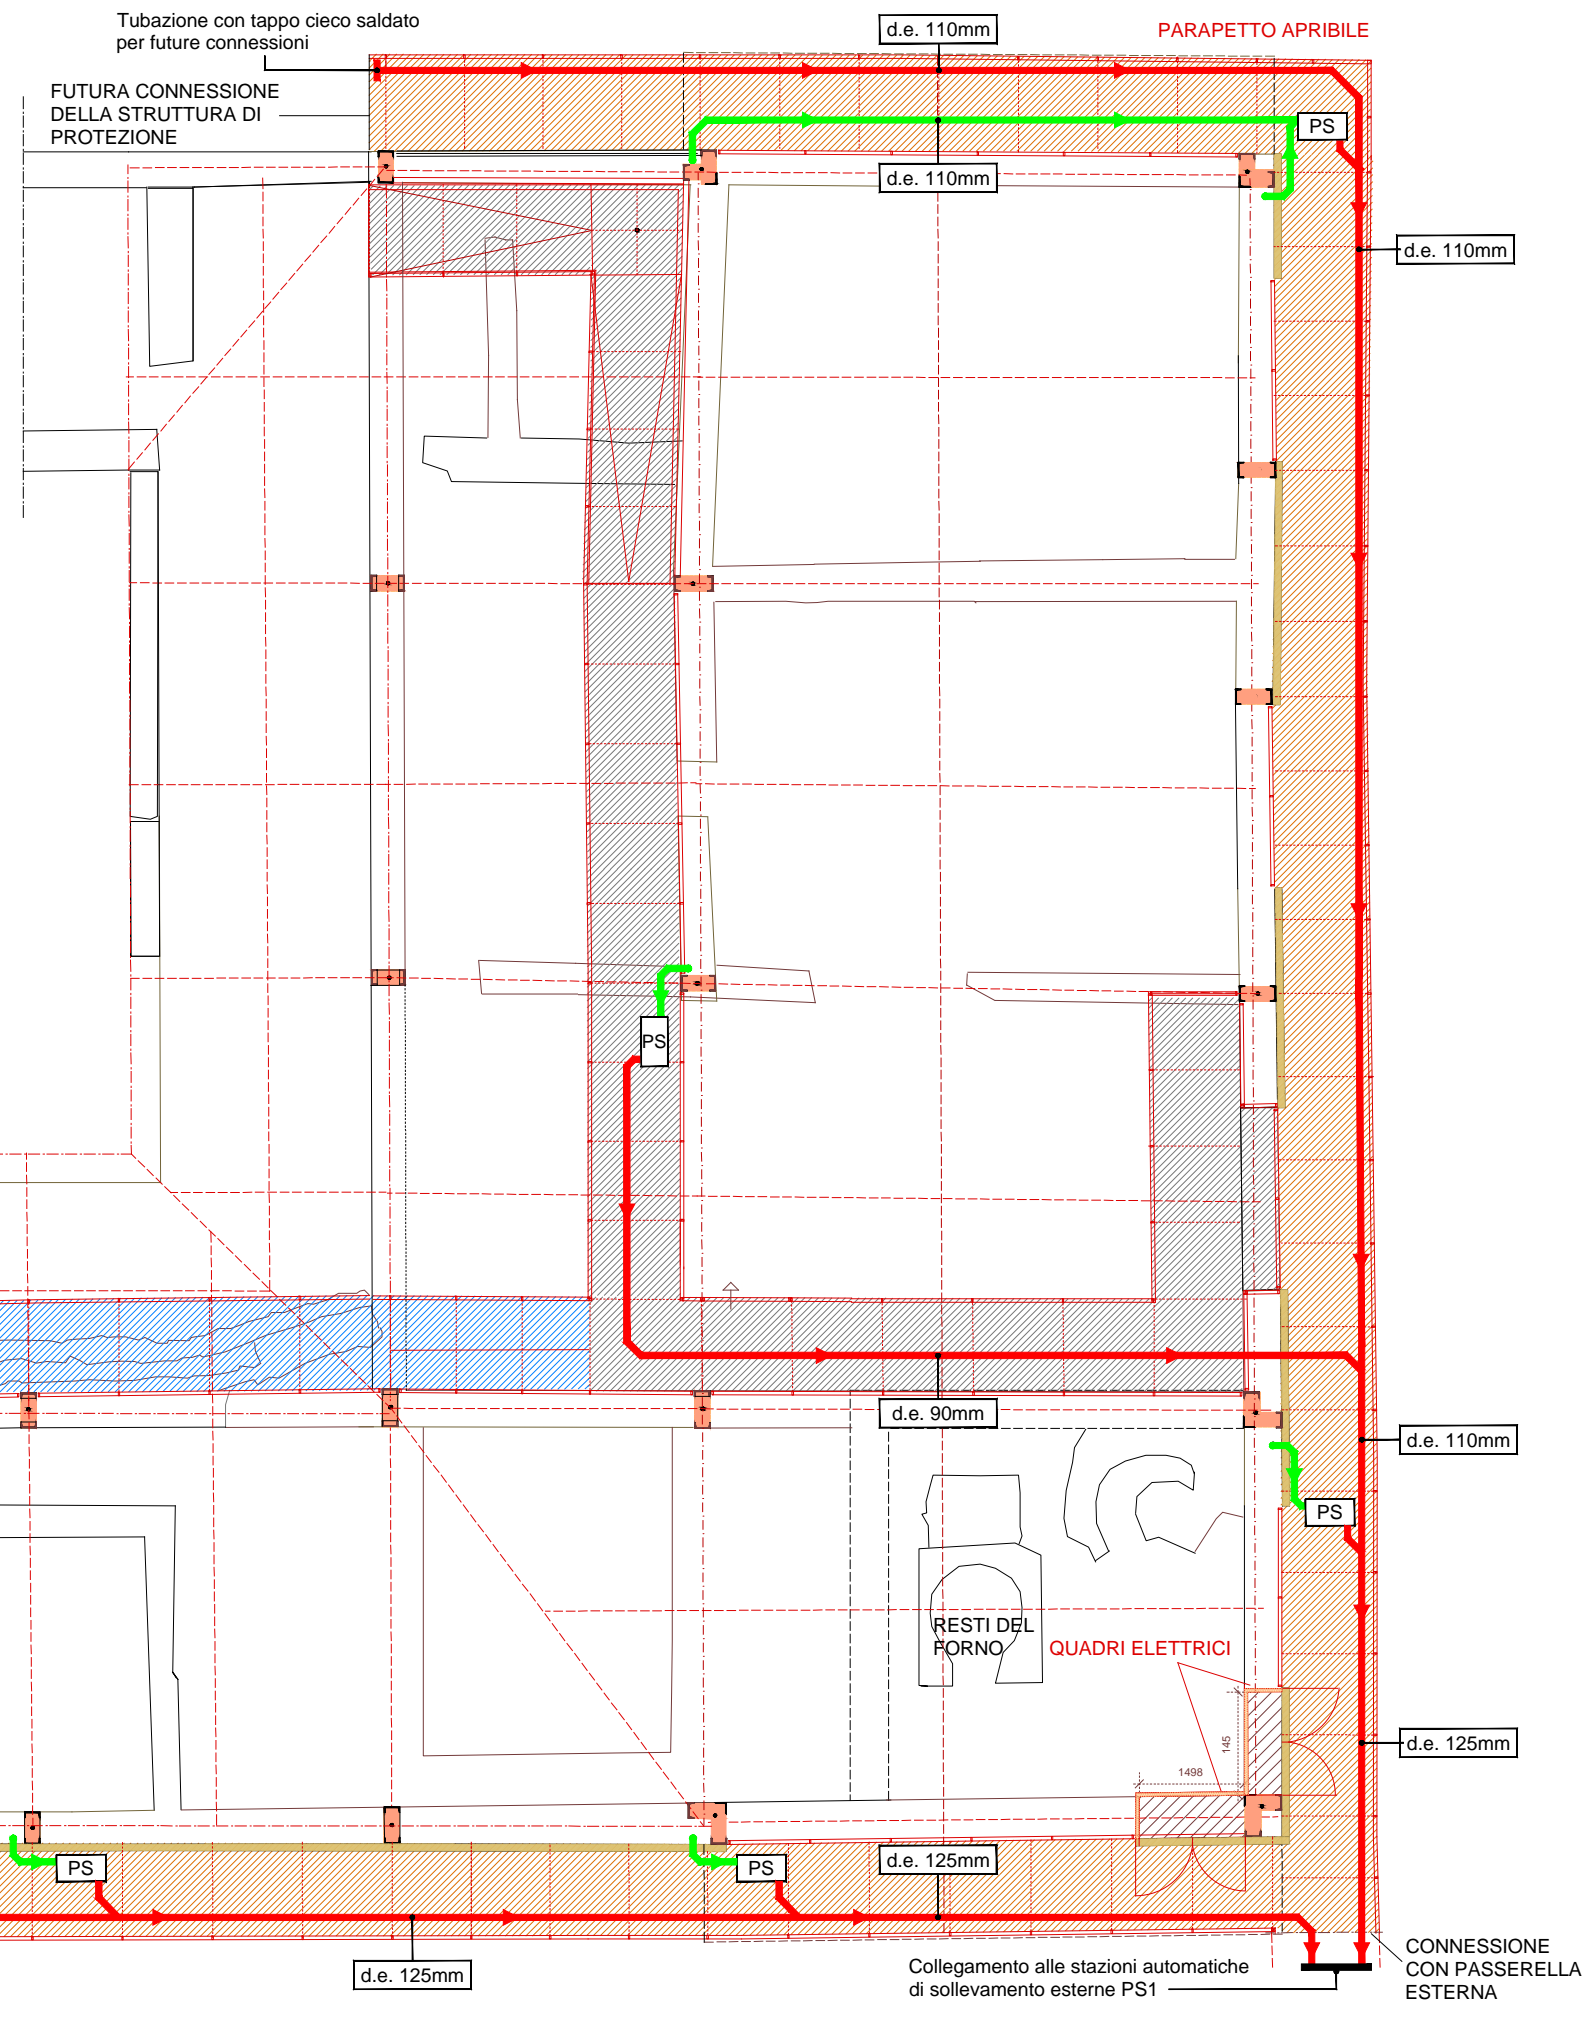 Tubazione con tappo cieco saldato
per future connessioni
d.e. 110mm
PARAPETTO APRIBILE
FUTURA CONNESSIONE
DELLA STRUTTURA DI
PROTEZIONE
PS
d.e. 110mm
d.e. 110mm
PS
d.e. 90mm
d.e. 110mm
PS
RESTI DEL
FORNO
QUADRI ELETTRICI
145
1498
d.e. 125mm
PS
PS
d.e. 125mm
d.e. 125mm
Collegamento alle stazioni automatiche
di sollevamento esterne PS1
CONNESSIONE
CON PASSERELLA
ESTERNA